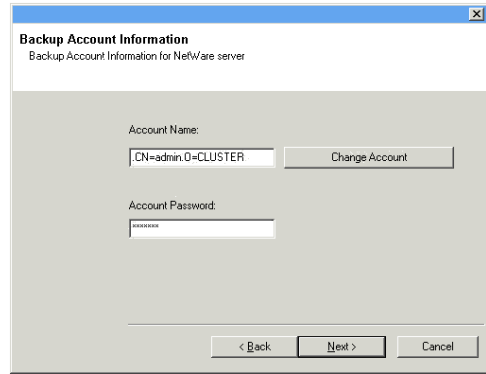 Backup Account Information
Backup Account Information for NetWare server
Account Name:
.CN=admin.O=CLUSTER
Change Account
Account Password:
×××××××
< Back
Next >
Cancel